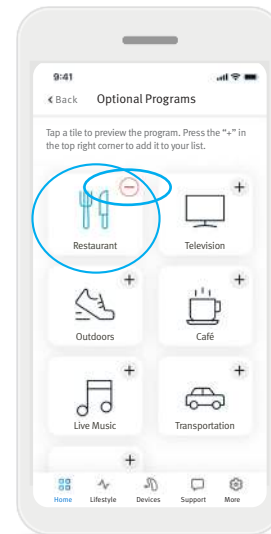 9:41
Back Optional Programs
Tap a tile to preview the program. Press the "+" in
the top right corner to add it to your list.
Restaurant Television
Outdoors Café
Live Music Transportation
Home Lifestyle Devices Support More